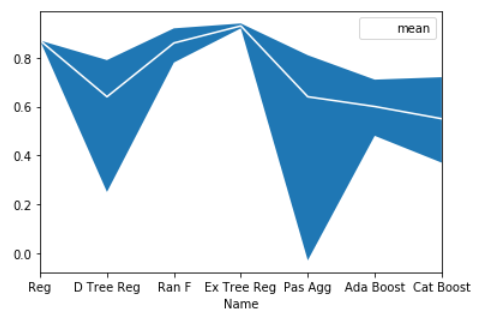 mean
0.8
0.6
0.4
0.2
0.0
Reg D Tree Reg Ran F Ex Tree Reg Pas Agg Ada Boost Cat Boost
Name